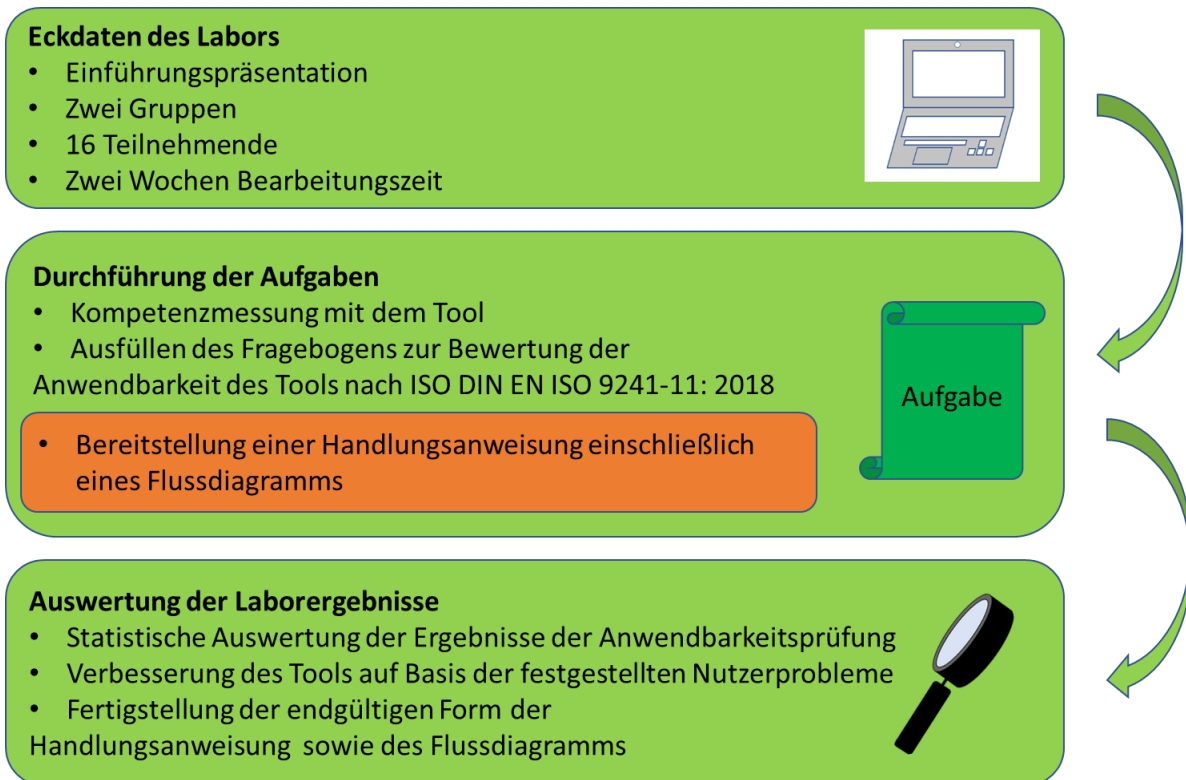 Eckdaten des Labors
• Einführungspräsentation
• Zwei Gruppen
• 16 Teilnehmende
• Zwei Wochen Bearbeitungszeit
Durchführung der Aufgaben
• Kompetenzmessung mit dem Tool
• Ausfüllen des Fragebogens zur Bewertung der
Anwendbarkeit des Tools nach ISO DIN EN ISO 9241-11: 2018
• Bereitstellung einer Handlungsanweisung einschließlich
eines Flussdiagramms
Aufgabe
Auswertung der Laborergebnisse
• Statistische Auswertung der Ergebnisse der Anwendbarkeitsprüfung
• Verbesserung des Tools auf Basis der festgestellten Nutzerprobleme
• Fertigstellung der endgültigen Form der
Handlungsanweisung sowie des Flussdiagramms